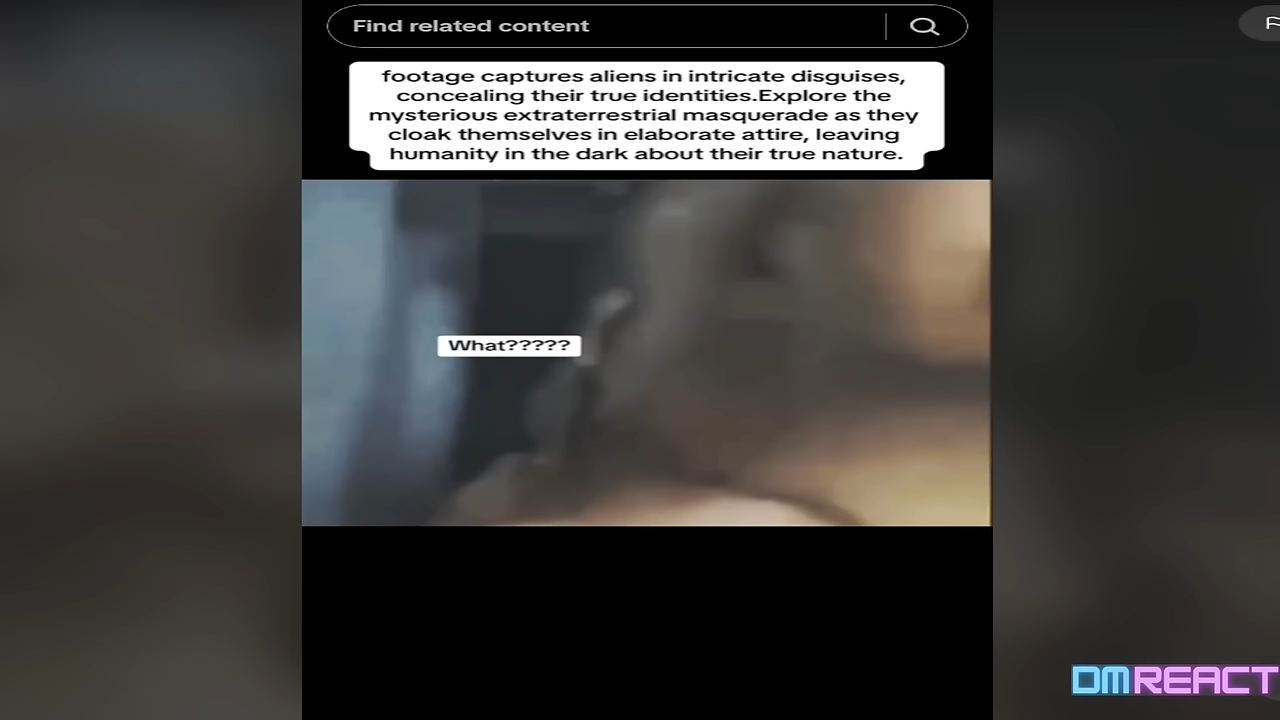 Find related content
footage captures aliens in intricate disguises,
concealing their true identities.Explore the
mysterious extraterrestrial masquerade as they
cloak themselves in elaborate attire, leaving
humanity in the dark about their true nature.
What?????
DMREACT